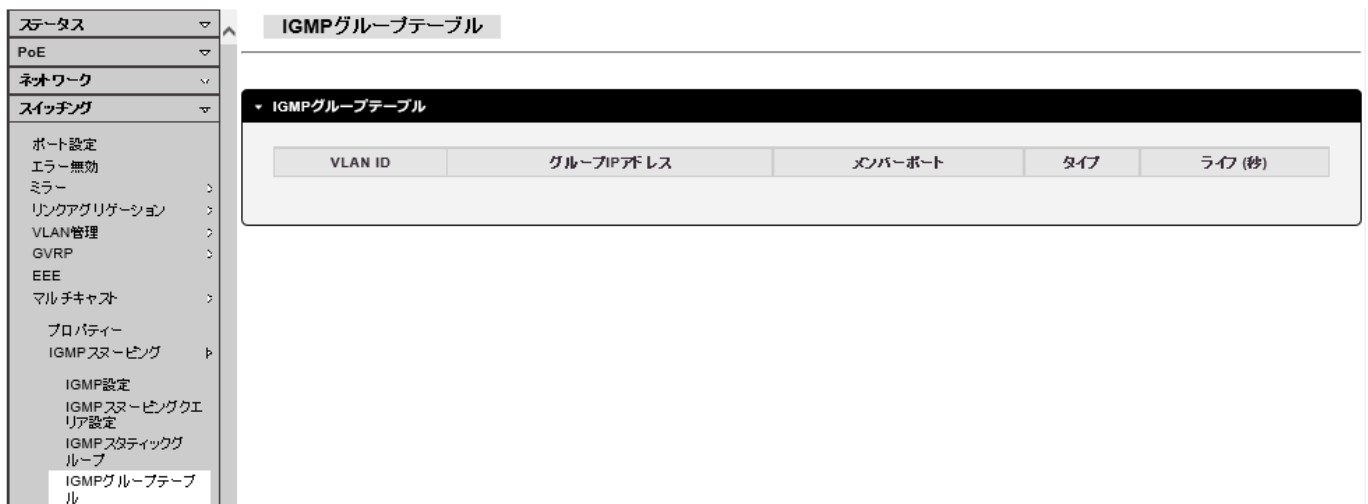 ステータス
PoE
ネットワーク
スイッチング
ポート設定
エラー無効
ミラー
リンクアグリゲーション
VLAN管理
GVRP
EEE
マルチキャスト
プロパティー
IGMPスヌーピング
IGMP設定
IGMPスヌーピングクエ
リア設定
IGMPスタティックグ
ループ
IGMPグループテーブ
ル
IGMPグループテーブル
IGMPグループテーブル
VLAN ID グループIPアドレス メンバーポート タイプ ライフ (秒)